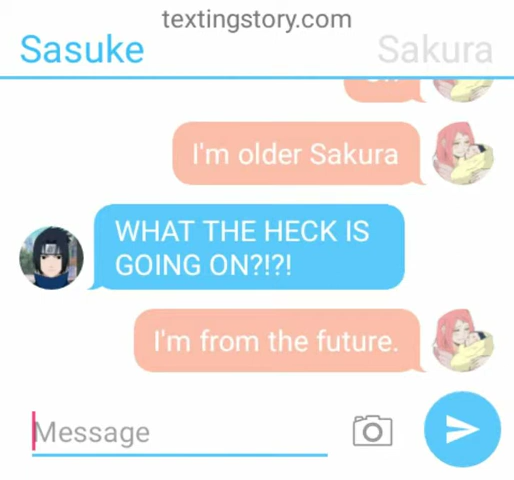 textingstory.com
Sasuke
Sakura
I'm older Sakura
WHAT THE HECK IS
GOING ON?!?!
I'm from the future.
Message